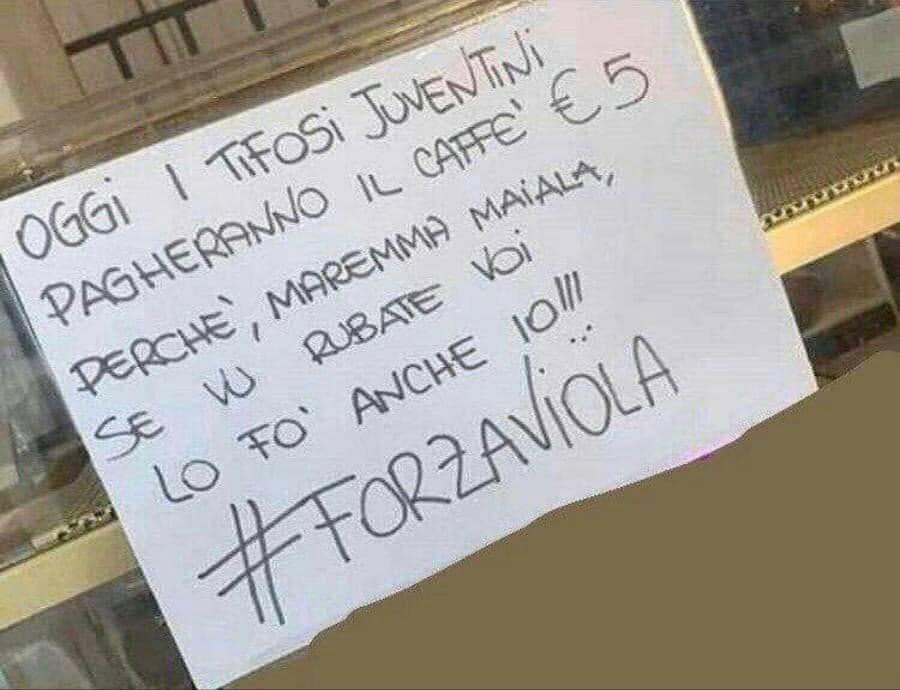 OGGi I TiFOSi JUVENTiNi
PAGHERANNO IL CAFFE' € 5
PERCHE', MAREMMA MAiALA,
SE VU RUBATE VOi
LO FO' ANCHE IO!!!
#FORZAViOLA